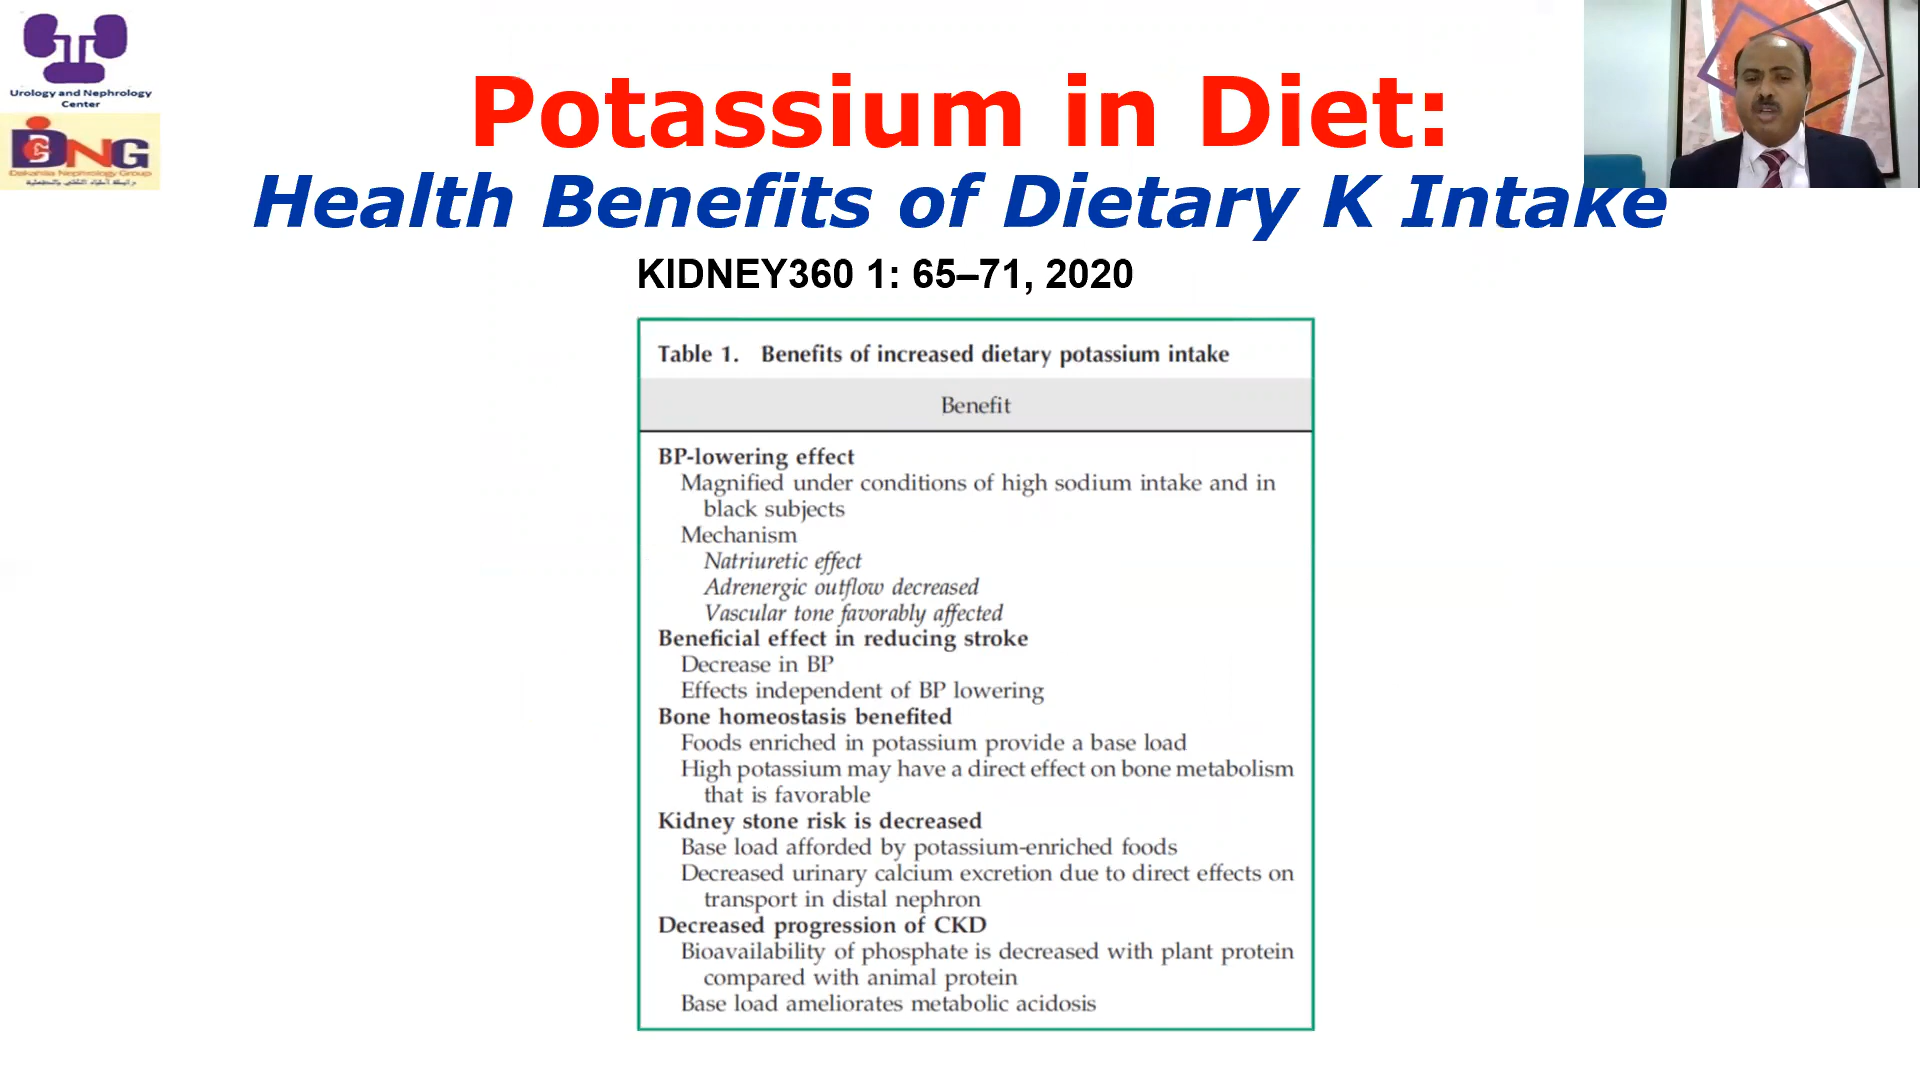 Urology and Nephrology
Center
DNG
Dakahlia Nephrology Group
Potassium in Diet:
Health Benefits of Dietary K Intake
KIDNEY360 1: 65–71, 2020
Table 1. Benefits of increased dietary potassium intake
Benefit
BP-lowering effect
Magnified under conditions of high sodium intake and in
black subjects
Mechanism
Natriuretic effect
Adrenergic outflow decreased
Vascular tone favorably affected
Beneficial effect in reducing stroke
Decrease in BP
Effects independent of BP lowering
Bone homeostasis benefited
Foods enriched in potassium provide a base load
High potassium may have a direct effect on bone metabolism
that is favorable
Kidney stone risk is decreased
Base load afforded by potassium-enriched foods
Decreased urinary calcium excretion due to direct effects on
transport in distal nephron
Decreased progression of CKD
Bioavailability of phosphate is decreased with plant protein
compared with animal protein
Base load ameliorates metabolic acidosis